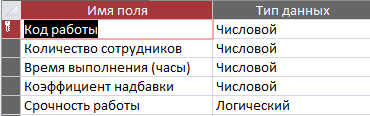 Имя поля Тип данных
Код работы Числовой
Количество сотрудников Числовой
Время выполнения (часы) Числовой
Коэффициент надбавки Числовой
Срочность работы Логический